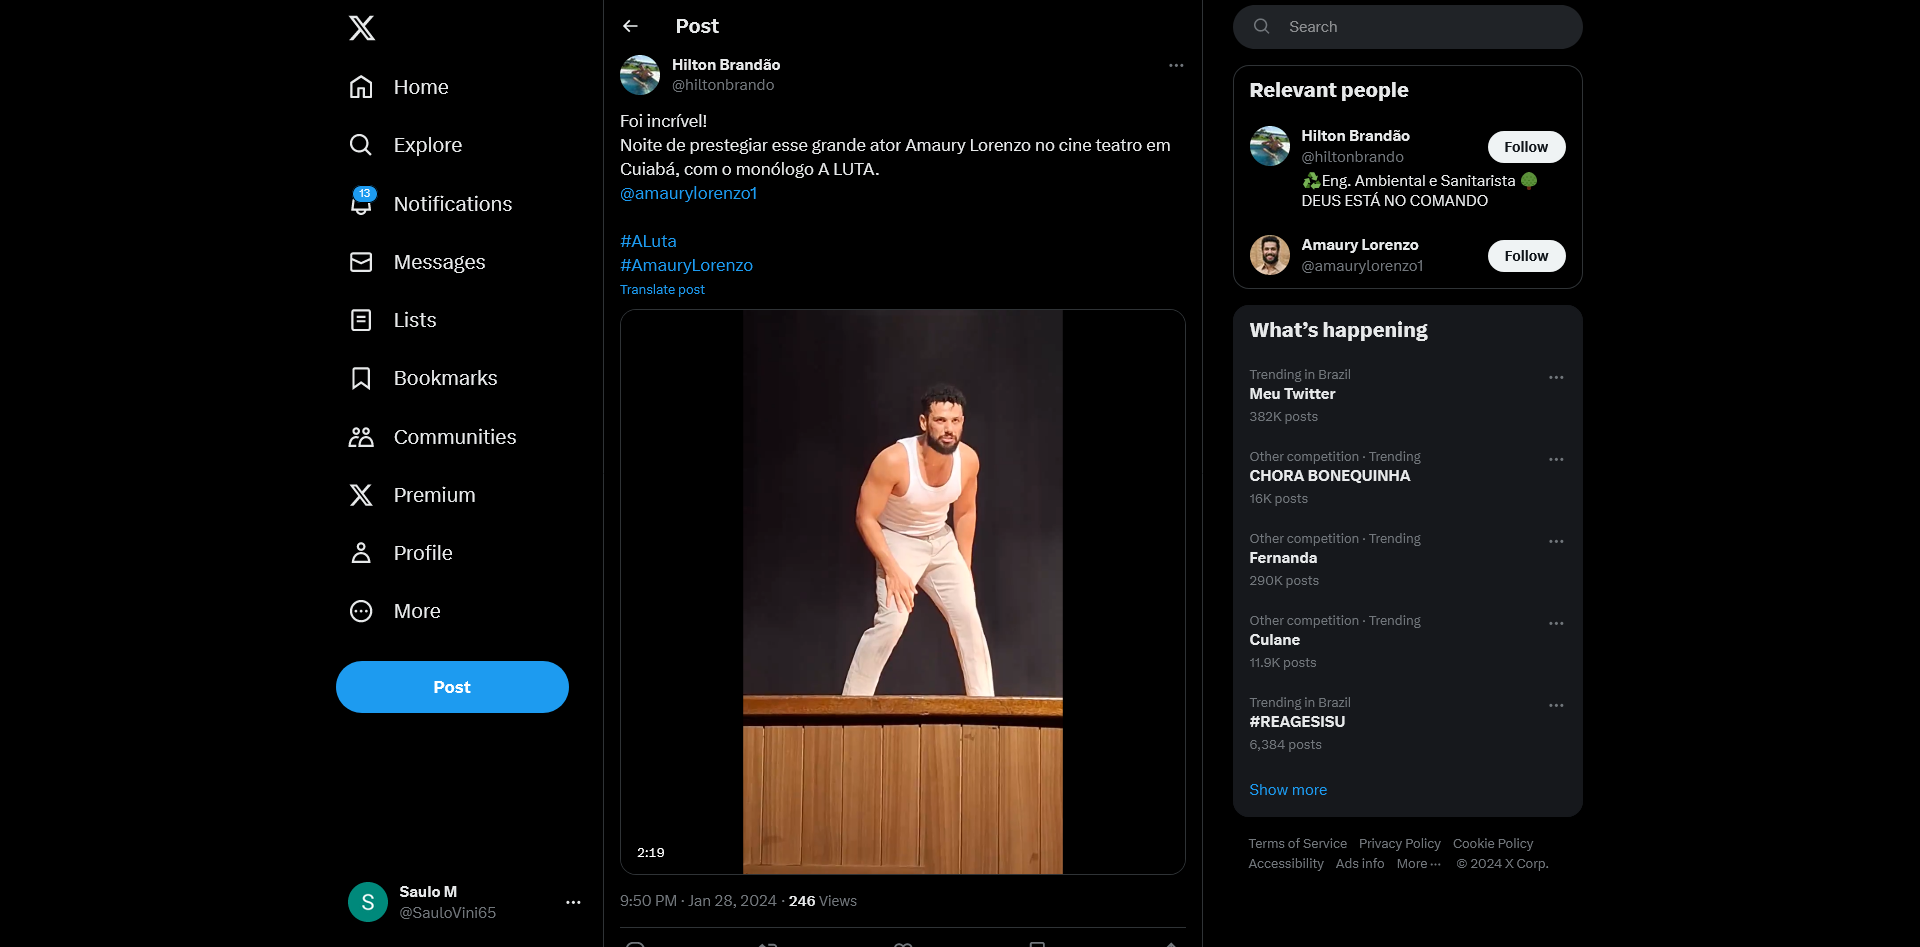 Home
Explore
13
Notifications
Messages
Lists
Bookmarks
Communities
Premium
Profile
More
Post
S
Saulo M
@SauloVini65
Post
Hilton Brandão
@hiltonbrando
Foi incrível!
Noite de prestegiar esse grande ator Amaury Lorenzo no cine teatro em
Cuiabá, com o monólogo A LUTA.
@amaurylorenzo1
#ALuta
#AmauryLorenzo
Translate post
2:19
9:50 PM · Jan 28, 2024 · 246 Views
Search
Relevant people
Hilton Brandão
@hiltonbrando
Follow
♻️Eng. Ambiental e Sanitarista 🌳
DEUS ESTÁ NO COMANDO
Amaury Lorenzo
@amaurylorenzo1
Follow
What's happening
Trending in Brazil
Meu Twitter
382K posts
Other competition · Trending
CHORA BONEQUINHA
16K posts
Other competition · Trending
Fernanda
290K posts
Other competition · Trending
Culane
11.9K posts
Trending in Brazil
#REAGESISU
6,384 posts
Show more
Terms of Service Privacy Policy Cookie Policy
Accessibility Ads info More ··· © 2024 X Corp.